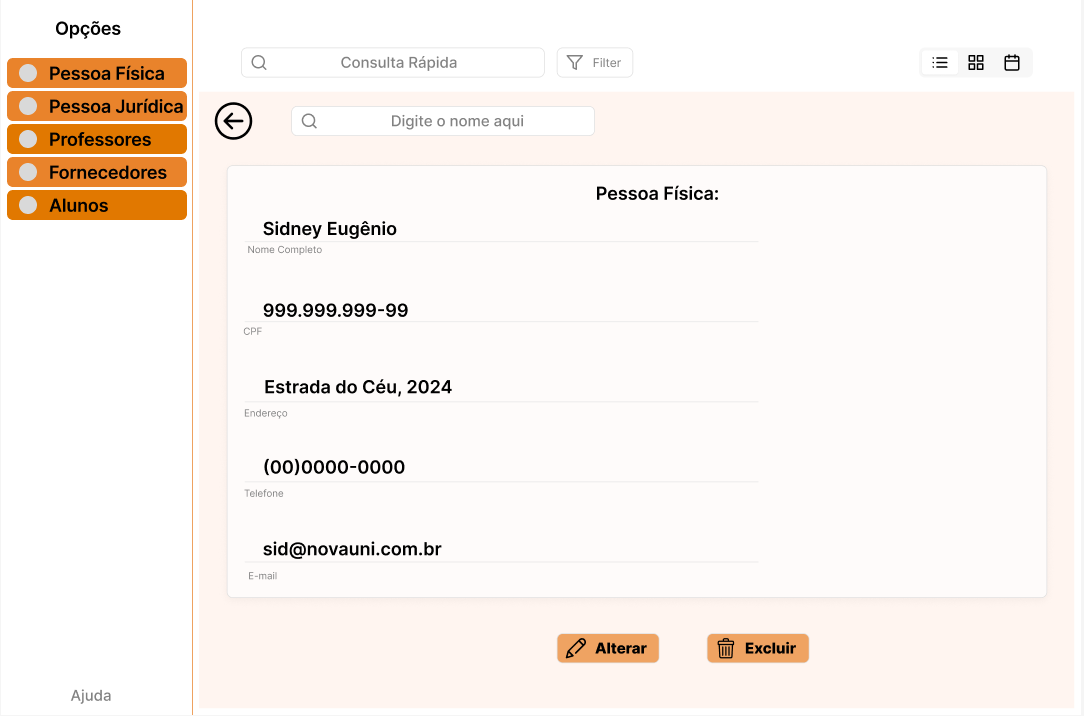 Opções
Pessoa Física
Pessoa Jurídica
Professores
Fornecedores
Alunos
Ajuda
Consulta Rápida
Filter
Digite o nome aqui
Pessoa Física:
Sidney Eugênio
Nome Completo
999.999.999-99
CPF
Estrada do Céu, 2024
Endereço
(00)0000-0000
Telefone
sid@novauni.com.br
E-mail
Alterar
Excluir